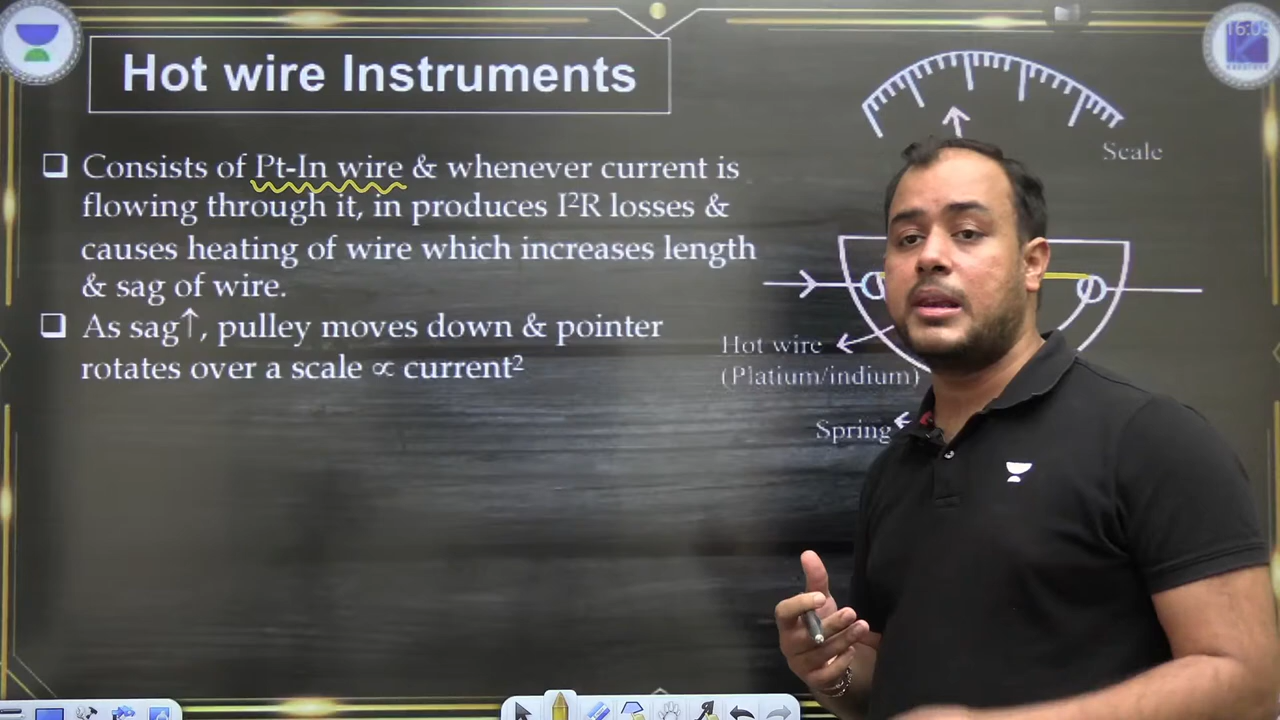 Hot wire Instruments
16:09
❑ Consists of Pt-In wire & whenever current is
flowing through it, in produces I²R losses &
causes heating of wire which increases length
& sag of wire.
❑ As sag↑, pulley moves down & pointer
rotates over a scale ∝ current²
Scale
Hot wire
(Platium/indium)
Spring